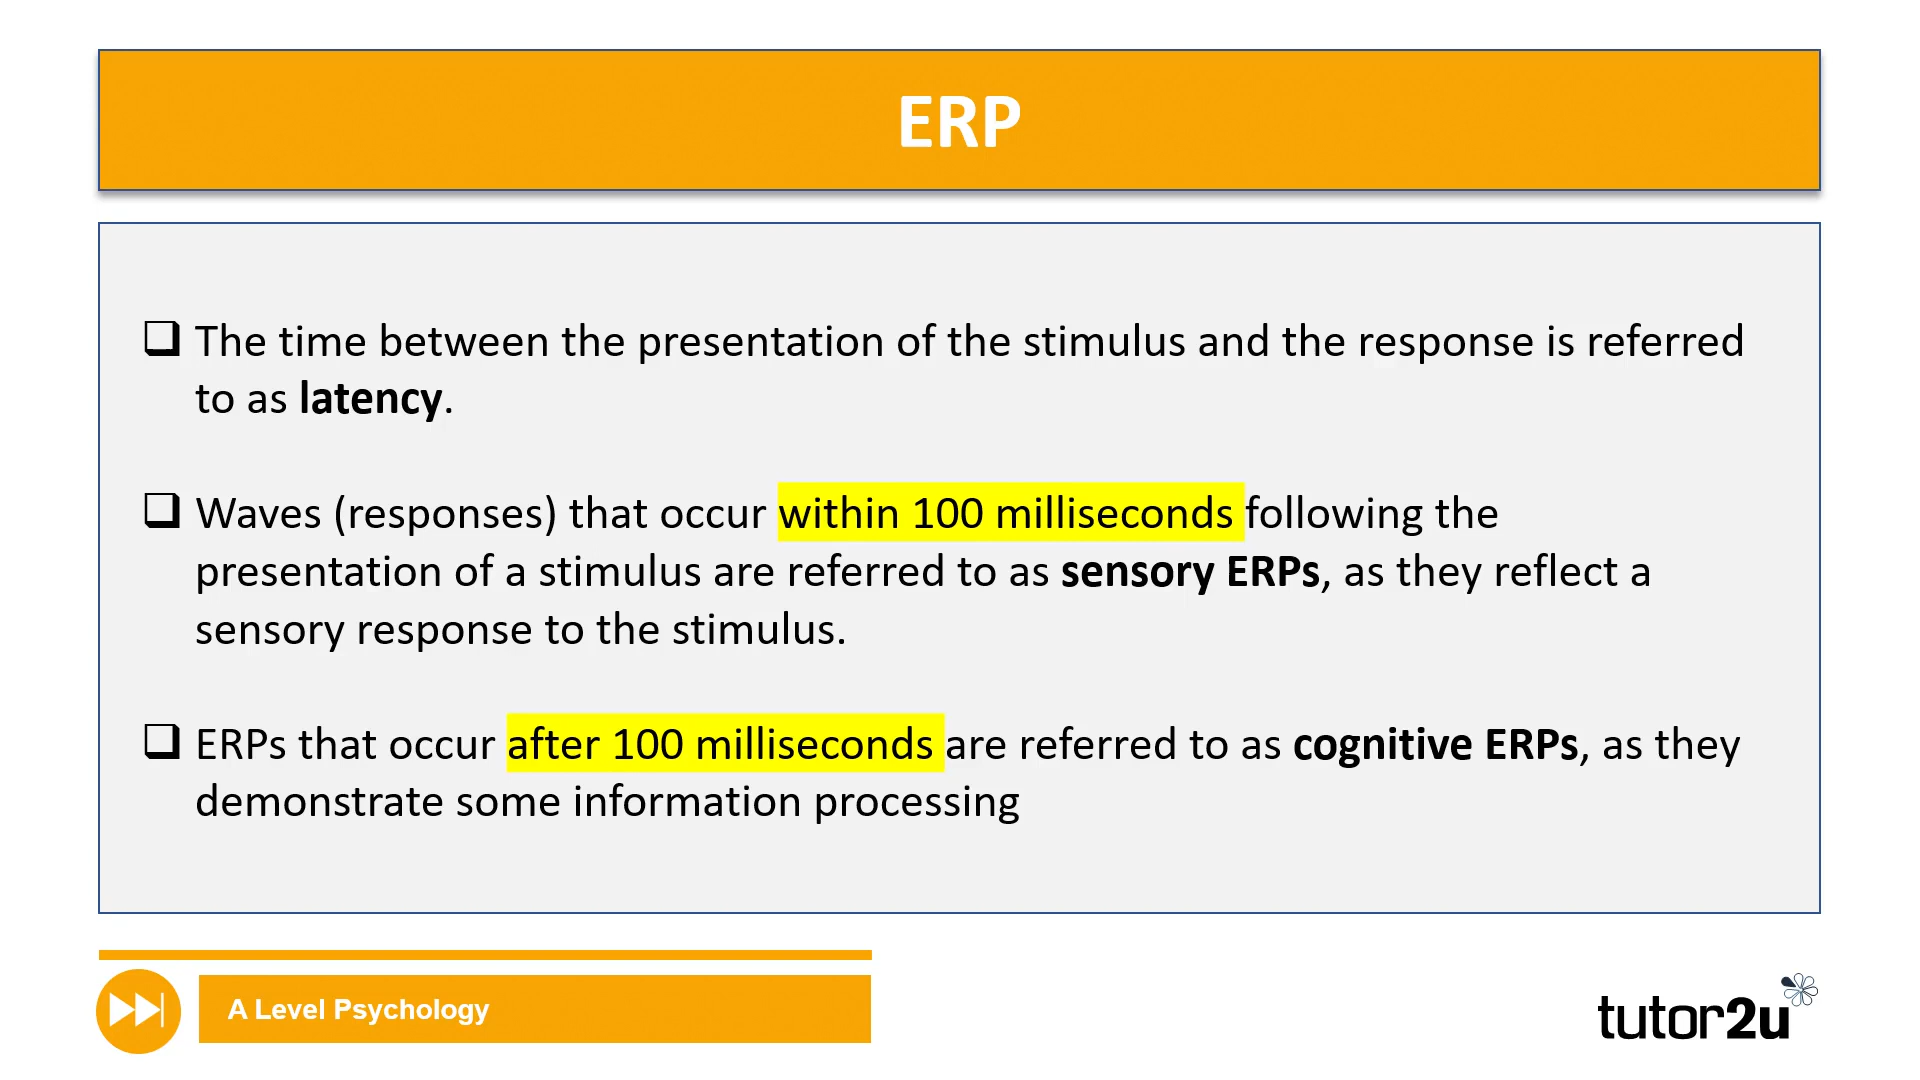 ERP
The time between the presentation of the stimulus and the response is referred
to as latency.
Waves (responses) that occur within 100 milliseconds following the
presentation of a stimulus are referred to as sensory ERPs, as they reflect a
sensory response to the stimulus.
ERPs that occur after 100 milliseconds are referred to as cognitive ERPs, as they
demonstrate some information processing
A Level Psychology
tutor2u